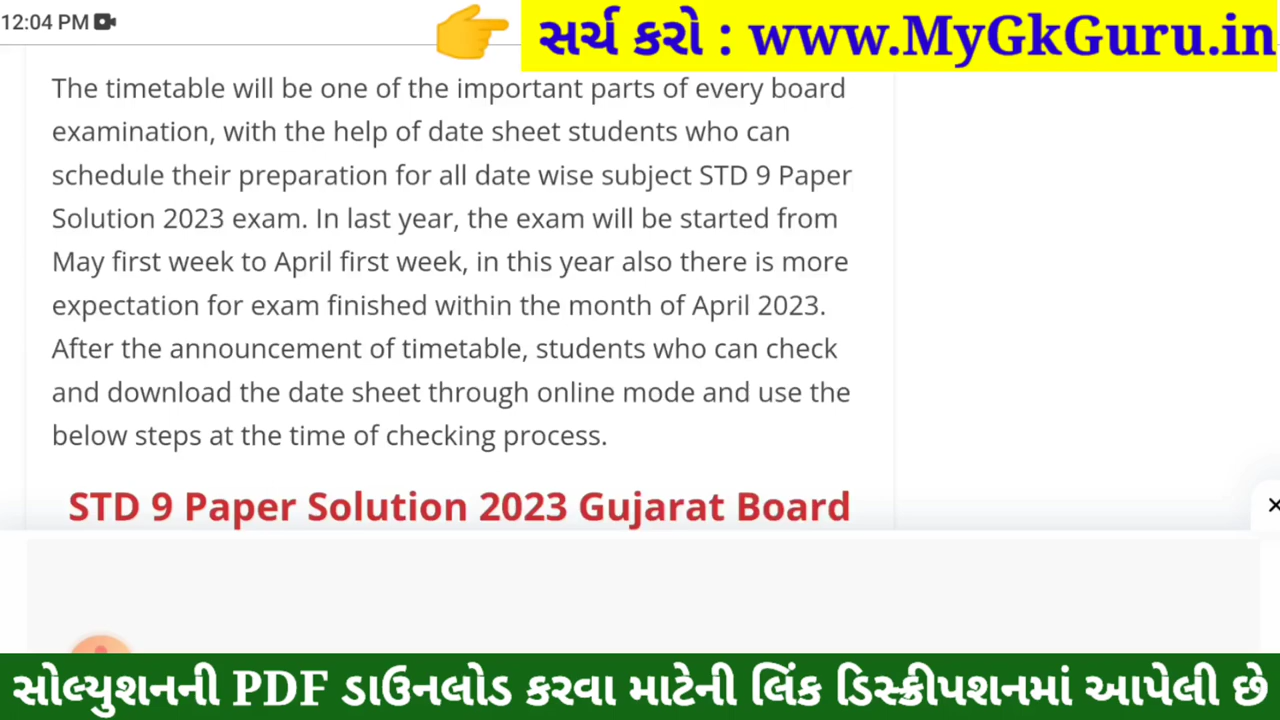 12:04 PM
સર્ચ કરો : www.MyGkGuru.in
The timetable will be one of the important parts of every board
examination, with the help of date sheet students who can
schedule their preparation for all date wise subject STD 9 Paper
Solution 2023 exam. In last year, the exam will be started from
May first week to April first week, in this year also there is more
expectation for exam finished within the month of April 2023.
After the announcement of timetable, students who can check
and download the date sheet through online mode and use the
below steps at the time of checking process.
STD 9 Paper Solution 2023 Gujarat Board
સોલ્યુશનની PDF ડાઉનલોડ કરવા માટેની લિંક ડિસ્ક્રીપશનમાં આપેલી છે